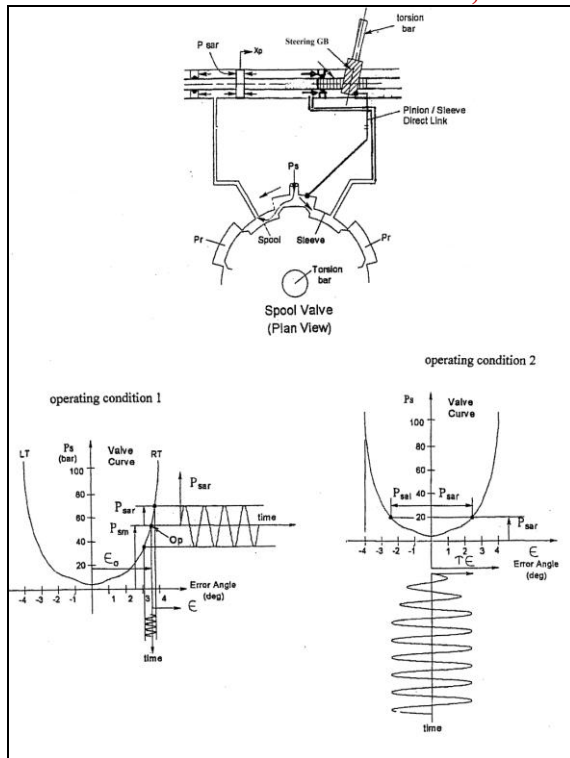 torsion
bar
Steering GB
P sar
Xp
Pinion / Sleeve
Direct Link
Ps
Pr
Spool
Sleeve
Pr
Torsion
bar
Spool Valve
(Plan View)
operating condition 2
operating condition 1
Ps
(bar)
LT
Valve
Curve
RT
100
80
60
40
20
P sar
P sm
P sar
time
Op
ϵo
-4 -3 -2 -1 0 1 2 3 4
Error Angle
(deg)
ϵ
time
Ps
Valve
Curve
100
80
60
40
20
P sal
P sar
P sar
-4 -3 -2 -1 0 1 2 3 4
ϵ
Error Angle
(deg)
time